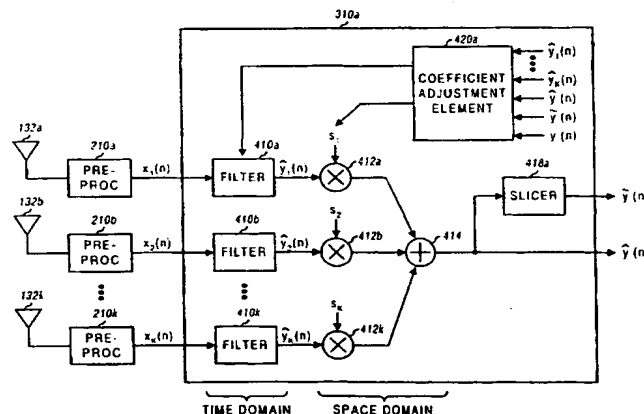 310a
420a
COEFFICIENT
ADJUSTMENT
ELEMENT
ŷ₁(n)
ŷK(n)
ŷ (n)
ỹ (n)
y (n)
132a
210a
PRE-
PROC
x₁(n)
410a
FILTER
ŷ₁(n)
412a
418a
SLICER
ỹ (n)
132b
210b
PRE-
PROC
x₂(n)
410b
FILTER
ŷ₂(n)
s₂
412b
414
ŷ (n)
132k
210k
PRE-
PROC
xK(n)
410k
FILTER
ŷK(n)
sK
412k
TIME DOMAIN
SPACE DOMAIN